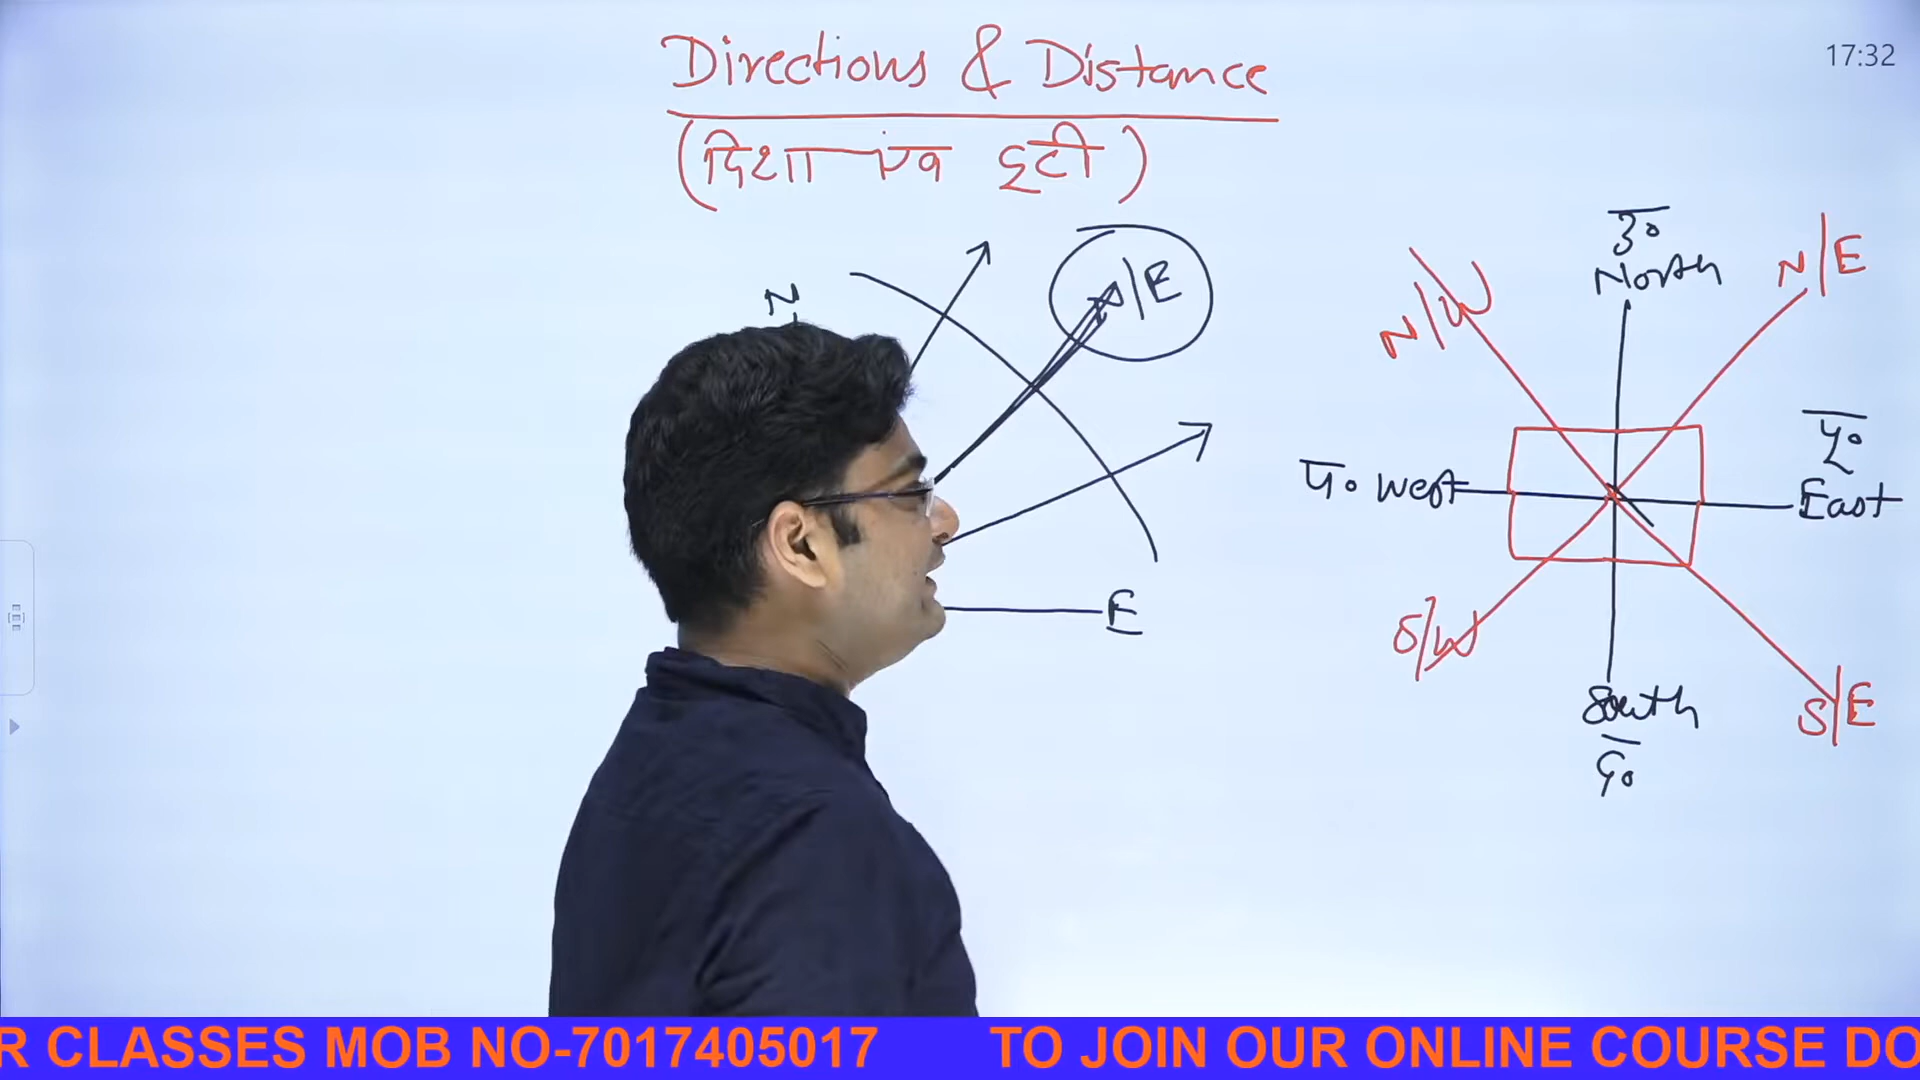 Directions & Distance
17:32
(दिशा एंव दूरी)
N
N/E
E
उ०
North
N/E
N/W
प० West
पू०
East
S/W
South
द०
S/E
R CLASSES MOB NO-7017405017 TO JOIN OUR ONLINE COURSE DO